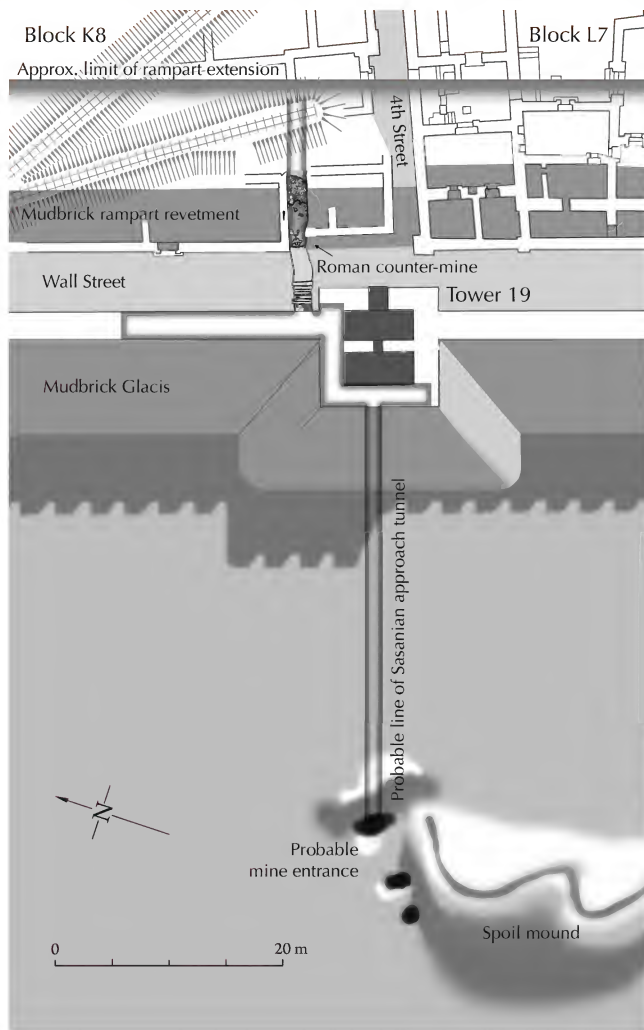 Block K8
Block L7
Approx. limit of rampart extension
4th Street
Mudbrick rampart revetment
Roman counter-mine
Wall Street
Tower 19
Mudbrick Glacis
Probable line of Sasanian approach tunnel
N
Probable
mine entrance
Spoil mound
0
20 m